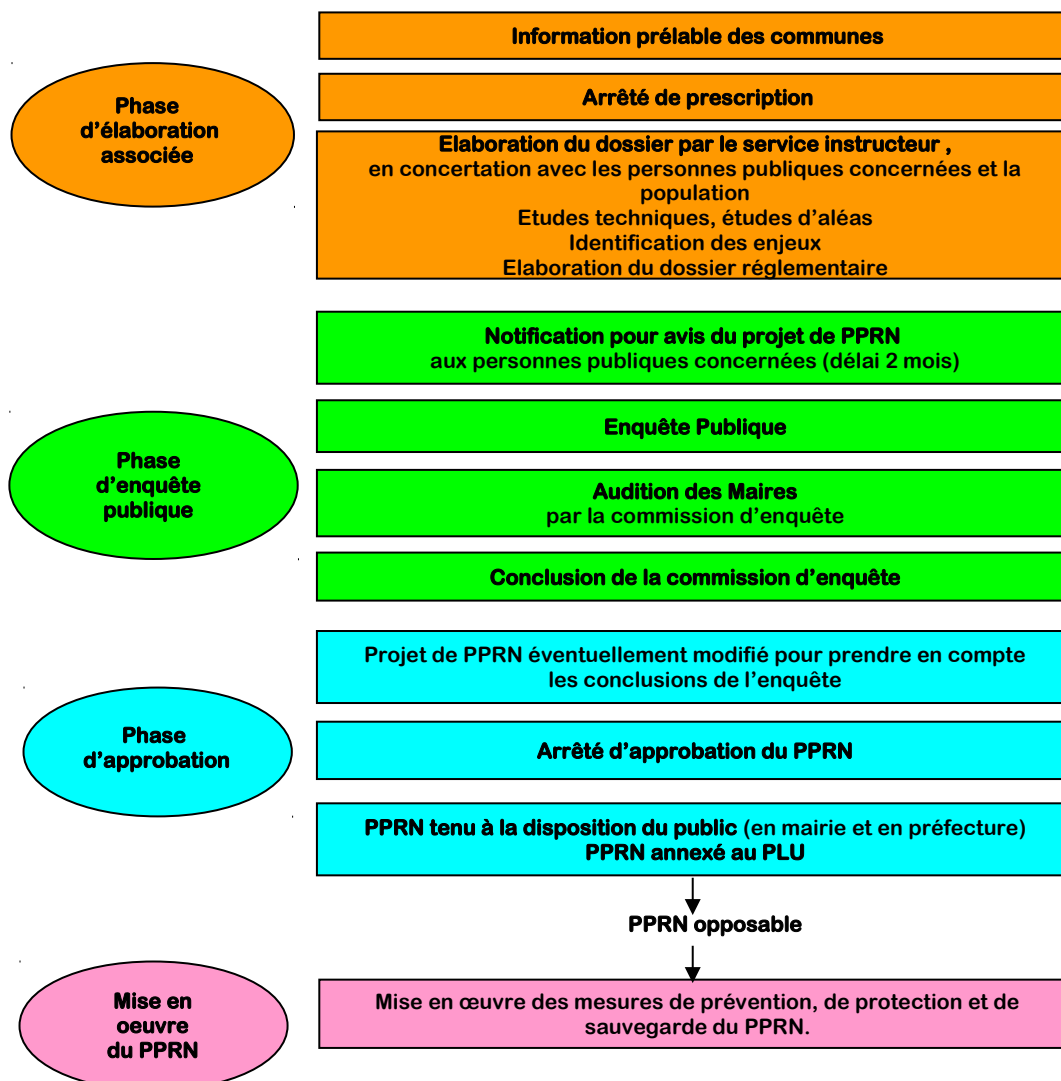 Information prélable des communes
Phase
d'élaboration
associée
Arrêté de prescription
Elaboration du dossier par le service instructeur ,
en concertation avec les personnes publiques concernées et la
population
Etudes techniques, études d'aléas
Identification des enjeux
Elaboration du dossier réglementaire
Notification pour avis du projet de PPRN
aux personnes publiques concernées (délai 2 mois)
Phase
d'enquête
publique
Enquête Publique
Audition des Maires
par la commission d'enquête
Conclusion de la commission d'enquête
Projet de PPRN éventuellement modifié pour prendre en compte
les conclusions de l'enquête
Phase
d'approbation
Arrêté d'approbation du PPRN
PPRN tenu à la disposition du public (en mairie et en préfecture)
PPRN annexé au PLU
PPRN opposable
Mise en
oeuvre
du PPRN
Mise en œuvre des mesures de prévention, de protection et de
sauvegarde du PPRN.